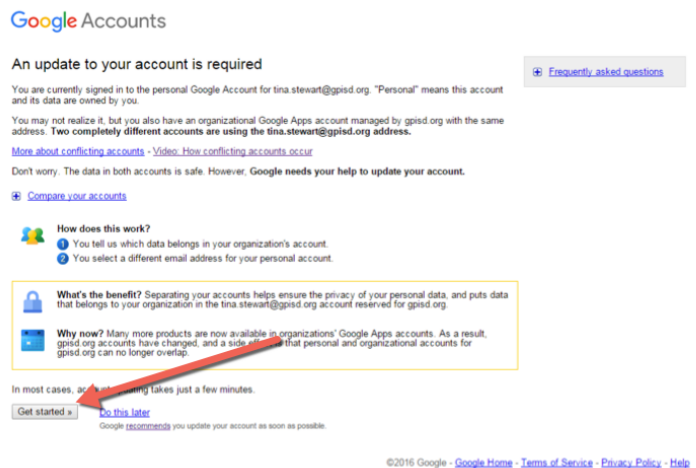 Google Accounts
An update to your account is required
Frequently asked questions
You are currently signed in to the personal Google Account for tina.stewart@gpisd.org. "Personal" means this account
and its data are owned by you.
You may not realize it, but you also have an organizational Google Apps account managed by gpisd.org with the same
address. Two completely different accounts are using the tina.stewart@gpisd.org address.
More about conflicting accounts - Video: How conflicting accounts occur
Don't worry. The data in both accounts is safe. However, Google needs your help to update your account.
Compare your accounts
How does this work?
1 You tell us which data belongs in your organization's account.
2 You select a different email address for your personal account.
What's the benefit? Separating your accounts helps ensure the privacy of your personal data, and puts data
that belongs to your organization in the tina.stewart@gpisd.org account reserved for gpisd.org.
Why now? Many more products are now available in organizations' Google Apps accounts. As a result,
gpisd.org accounts have changed, and a side is that personal and organizational accounts for
gpisd.org can no longer overlap.
In most cases, takes just a few minutes.
Get started »
Do this later
Google recommends you update your account as soon as possible.
©2016 Google - Google Home - Terms of Service - Privacy Policy - Help